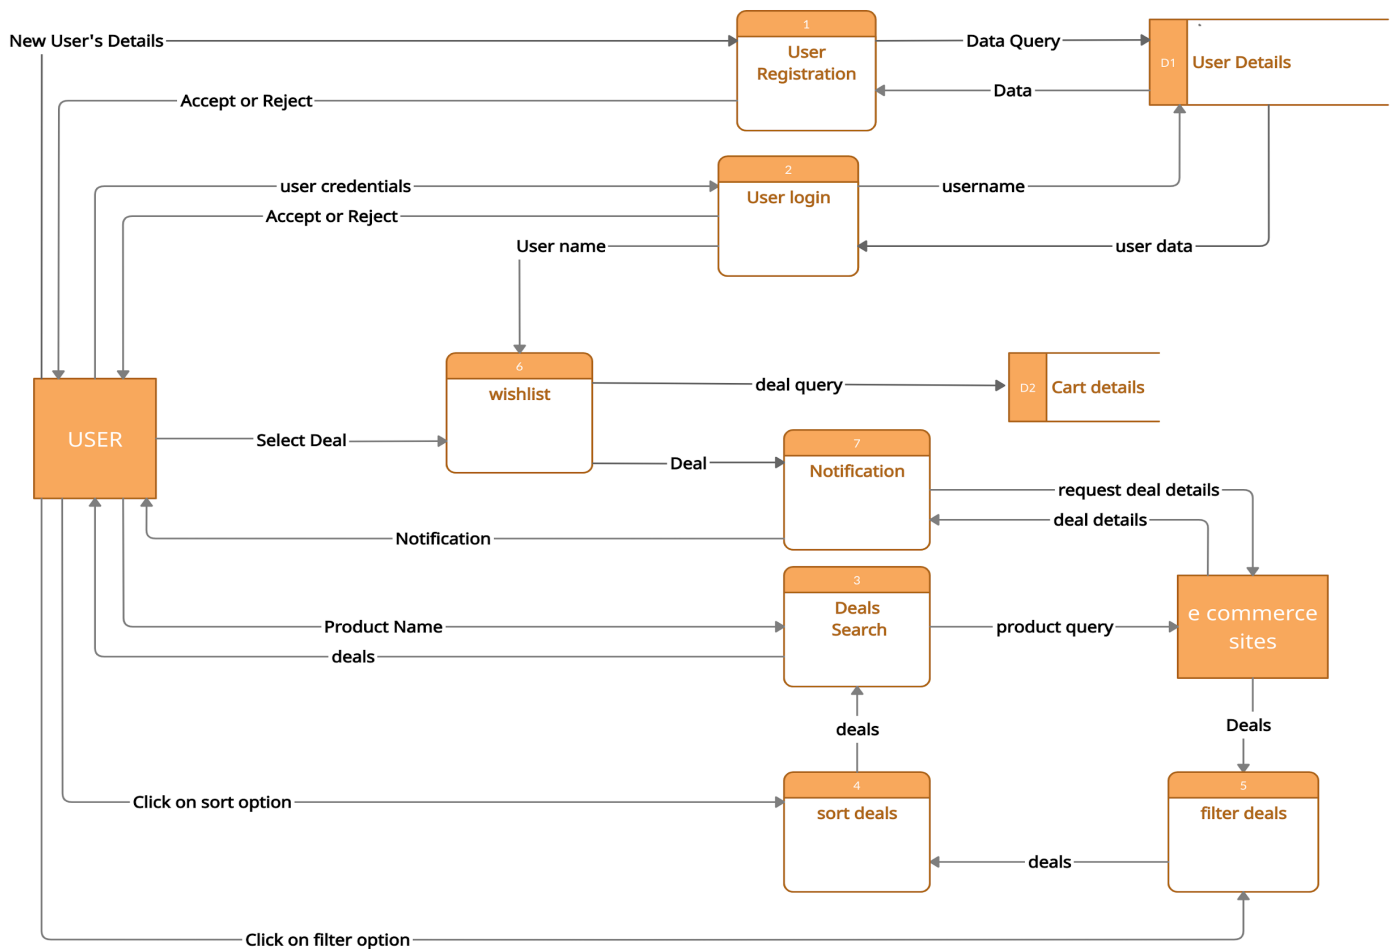 1
New User's Details
User
Registration
Data Query
D1
User Details
Data
Accept or Reject
2
user credentials
User login
username
Accept or Reject
User name
user data
6
wishlist
deal query
D2
Cart details
USER
Select Deal
7
Deal
Notification
request deal details
deal details
Notification
3
Deals
Search
e commerce
sites
Product Name
product query
deals
deals
Deals
4
5
Click on sort option
sort deals
filter deals
deals
Click on filter option